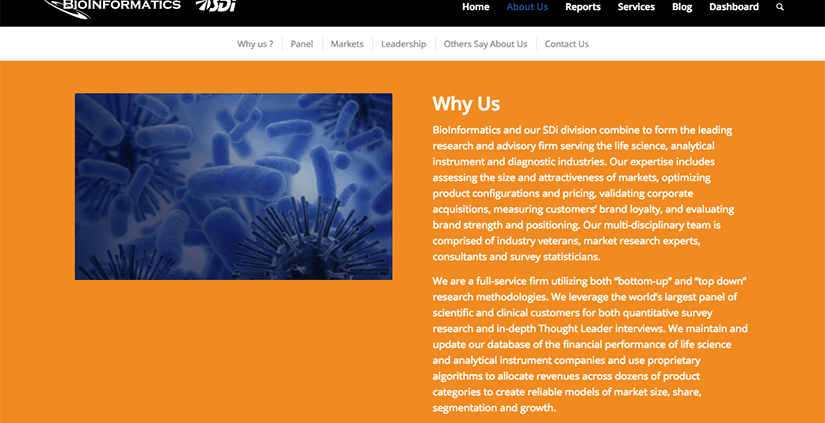 BIOINFORMATICS SDi Home About Us Reports Services Blog Dashboard
Why us ? Panel Markets Leadership Others Say About Us Contact Us
Why Us
BioInformatics and our SDi division combine to form the leading
research and advisory firm serving the life science, analytical
instrument and diagnostic industries. Our expertise includes
assessing the size and attractiveness of markets, optimizing
product configurations and pricing, validating corporate
acquisitions, measuring customers' brand loyalty, and evaluating
brand strength and positioning. Our multi-disciplinary team is
comprised of industry veterans, market research experts,
consultants and survey statisticians.
We are a full-service firm utilizing both “bottom-up” and “top down”
research methodologies. We leverage the world's largest panel of
scientific and clinical customers for both quantitative survey
research and in-depth Thought Leader interviews. We maintain and
update our database of the financial performance of life science
and analytical instrument companies and use proprietary
algorithms to allocate revenues across dozens of product
categories to create reliable models of market size, share,
segmentation and growth.